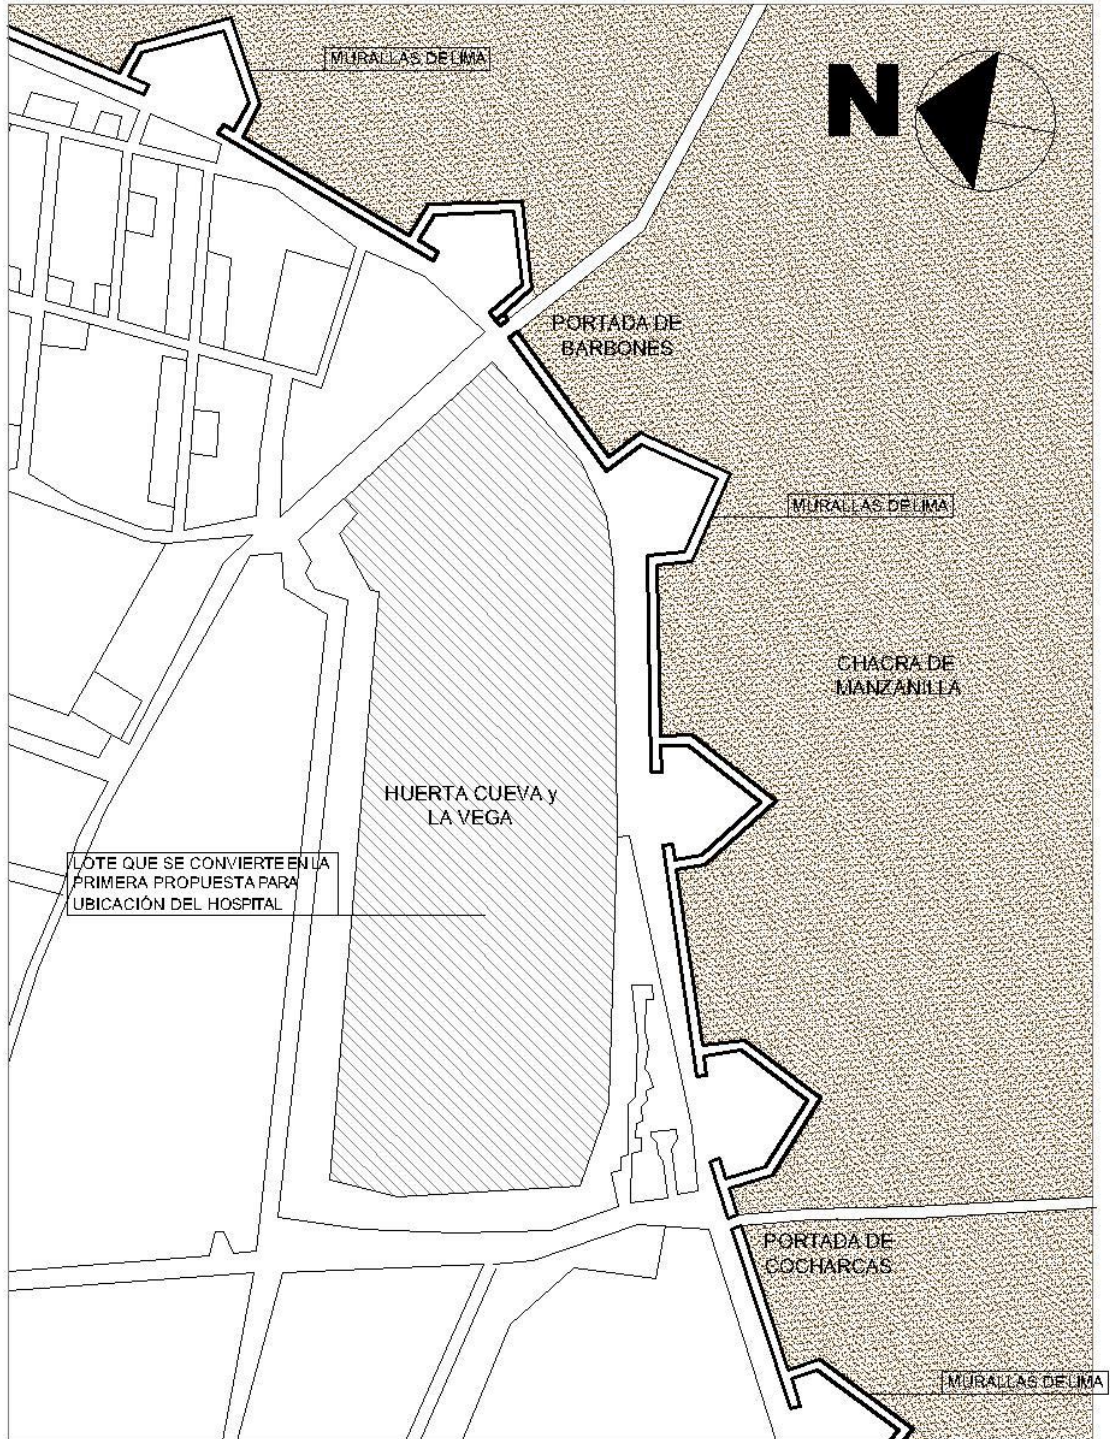 MURALLAS DE LIMA
N
PORTADA DE
BARBONES
MURALLAS DE LIMA
CHACRA DE
MANZANILLA
HUERTA CUEVA y
LA VEGA
LOTE QUE SE CONVIERTE EN LA
PRIMERA PROPUESTA PARA
UBICACIÓN DEL HOSPITAL
PORTADA DE
COCHARCAS
MURALLAS DE LIMA